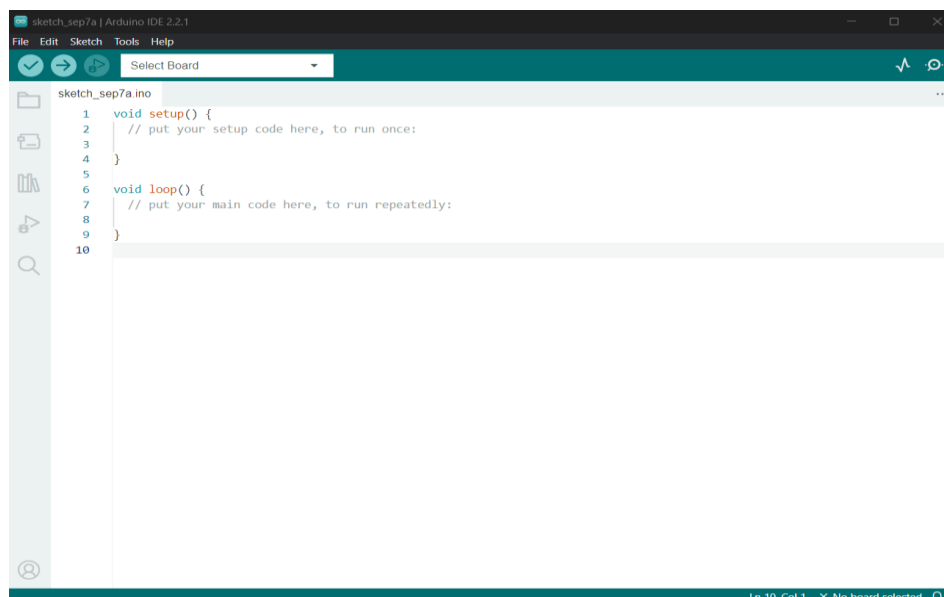 sketch_sep7a | Arduino IDE 2.2.1
File Edit Sketch Tools Help
Select Board
sketch_sep7a.ino
1 void setup() {
2 // put your setup code here, to run once:
3
4 }
5
6 void loop() {
7 // put your main code here, to run repeatedly:
8
9 }
10
Ln 10, Col 1 X No board selected